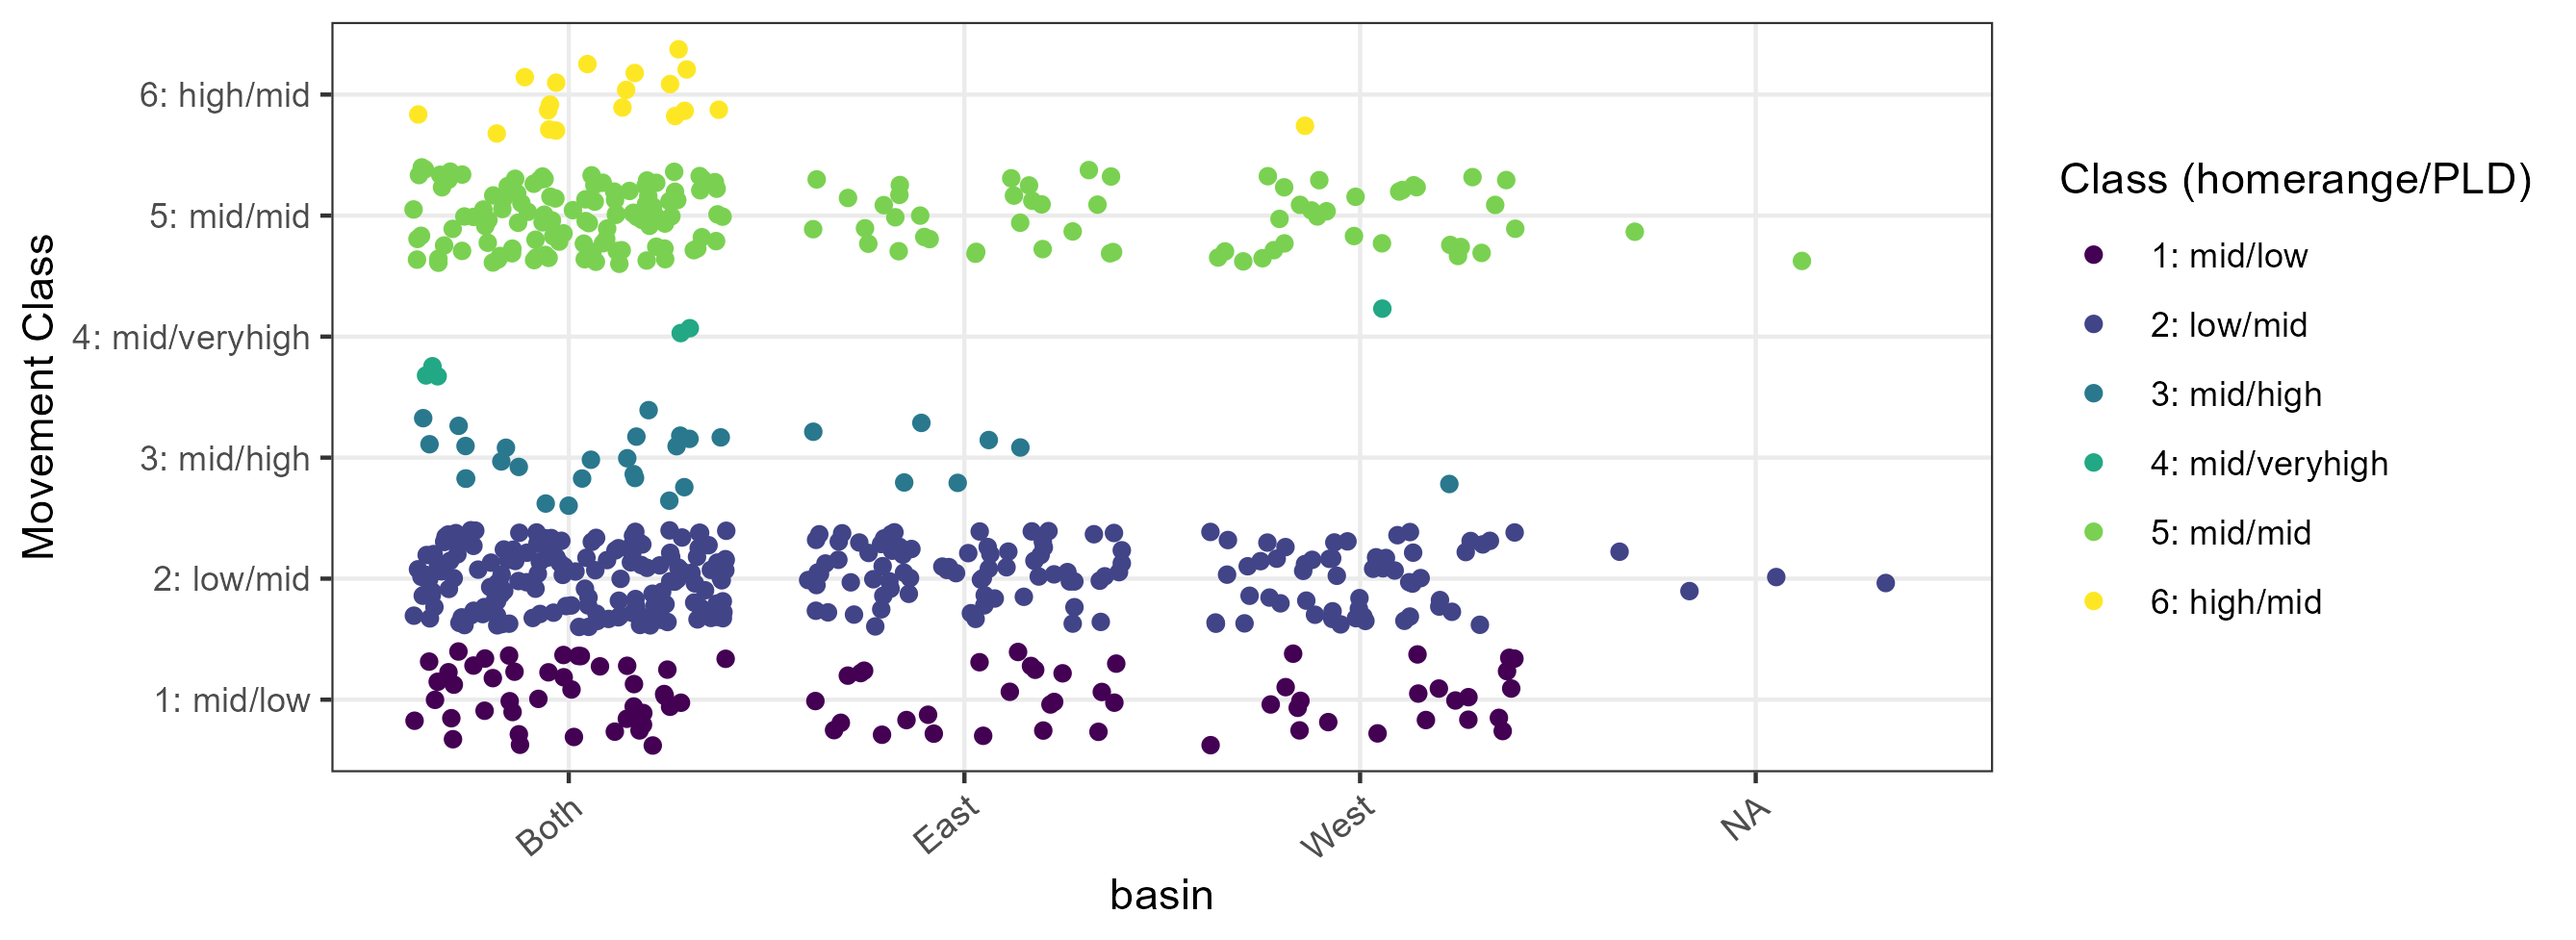 Movement Class
6: high/mid
5: mid/mid
4: mid/veryhigh
3: mid/high
2: low/mid
1: mid/low
Both
East
West
NA
basin
Class (homerange/PLD)
1: mid/low
2: low/mid
3: mid/high
4: mid/veryhigh
5: mid/mid
6: high/mid